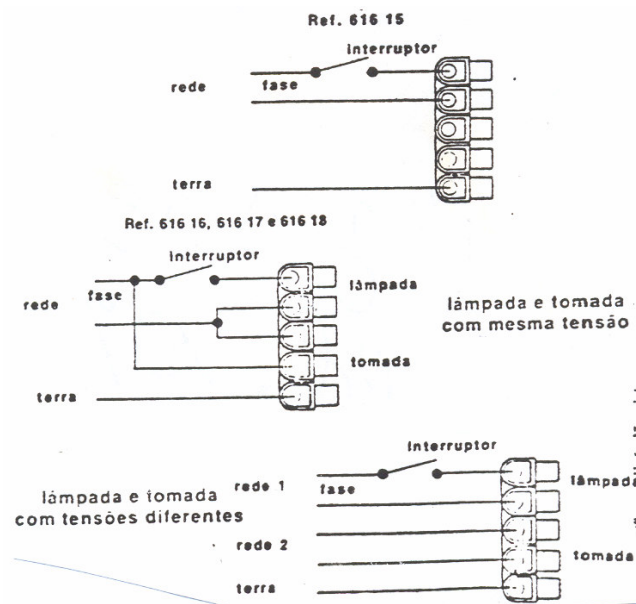 Ref. 616 15
interruptor
rede
fase
terra
Ref. 616 16, 616 17 e 616 18
interruptor
lâmpada
rede
fase
tomada
terra
lâmpada e tomada
com mesma tensão
interruptor
rede 1
fase
lâmpada
lâmpada e tomada
com tensões diferentes
rede 2
tomada
terra